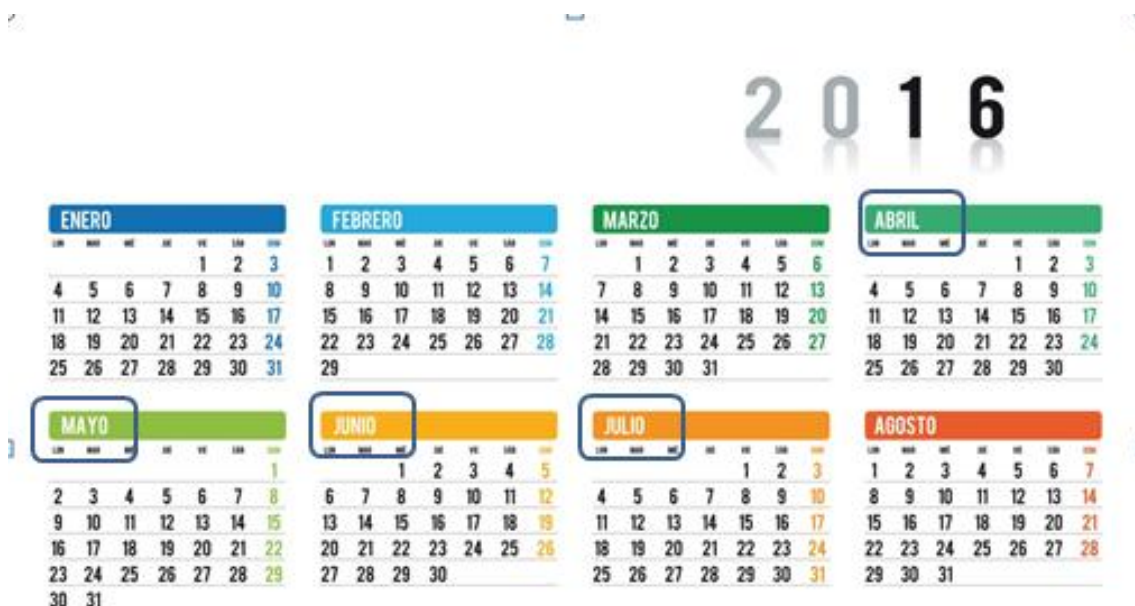 2016
ENERO
1 2 3
4 5 6 7 8 9 10
11 12 13 14 15 16 17
18 19 20 21 22 23 24
25 26 27 28 29 30 31
FEBRERO
1 2 3 4 5 6 7
8 9 10 11 12 13 14
15 16 17 18 19 20 21
22 23 24 25 26 27 28
29
MARZO
1 2 3 4 5 6
7 8 9 10 11 12 13
14 15 16 17 18 19 20
21 22 23 24 25 26 27
28 29 30 31
ABRIL
1 2 3
4 5 6 7 8 9 10
11 12 13 14 15 16 17
18 19 20 21 22 23 24
25 26 27 28 29 30
MAYO
1
2 3 4 5 6 7 8
9 10 11 12 13 14 15
16 17 18 19 20 21 22
23 24 25 26 27 28 29
30 31
JUNIO
1 2 3 4 5
6 7 8 9 10 11 12
13 14 15 16 17 18 19
20 21 22 23 24 25 26
27 28 29 30
JULIO
1 2 3
4 5 6 7 8 9 10
11 12 13 14 15 16 17
18 19 20 21 22 23 24
25 26 27 28 29 30 31
AGOSTO
1 2 3 4 5 6 7
8 9 10 11 12 13 14
15 16 17 18 19 20 21
22 23 24 25 26 27 28
29 30 31